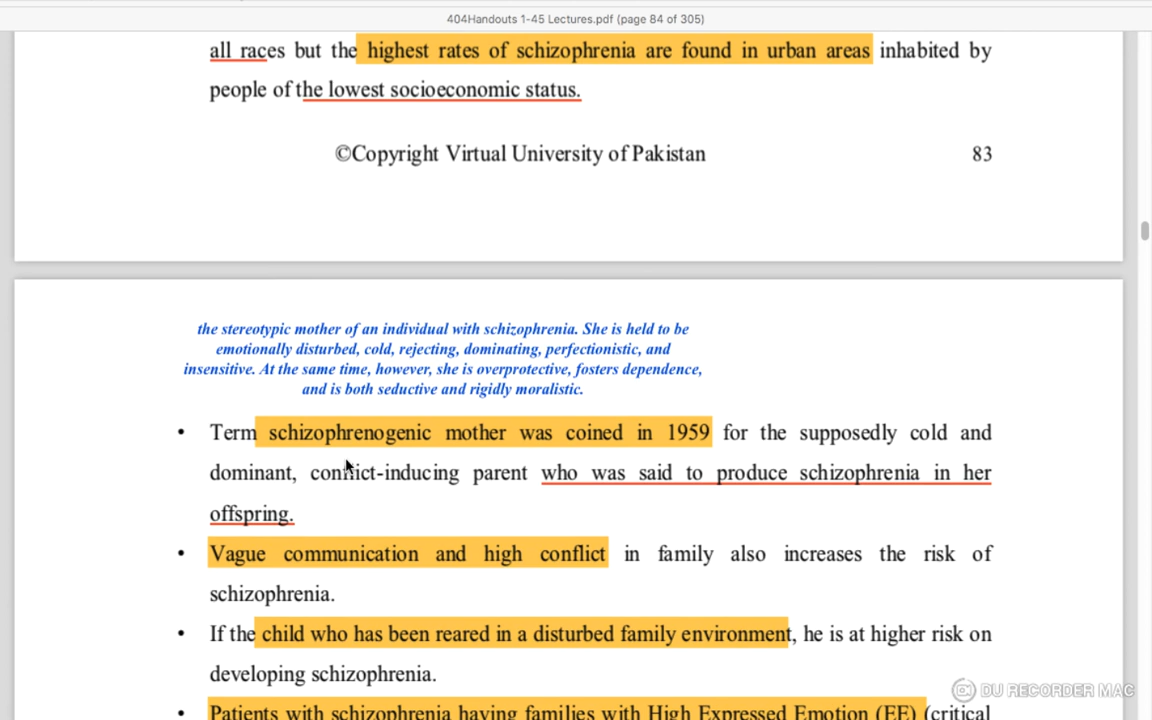 404Handouts 1-45 Lectures.pdf (page 84 of 305)
all races but the highest rates of schizophrenia are found in urban areas inhabited by
people of the lowest socioeconomic status.
©Copyright Virtual University of Pakistan 83
the stereotypic mother of an individual with schizophrenia. She is held to be
emotionally disturbed, cold, rejecting, dominating, perfectionistic, and
insensitive. At the same time, however, she is overprotective, fosters dependence,
and is both seductive and rigidly moralistic.
• Term schizophrenogenic mother was coined in 1959 for the supposedly cold and
dominant, conflict-inducing parent who was said to produce schizophrenia in her
offspring.
• Vague communication and high conflict in family also increases the risk of
schizophrenia.
• If the child who has been reared in a disturbed family environment, he is at higher risk on
developing schizophrenia.
• Patients with schizophrenia having families with High Expressed Emotion (EE) (critical
DU RECORDER MAC